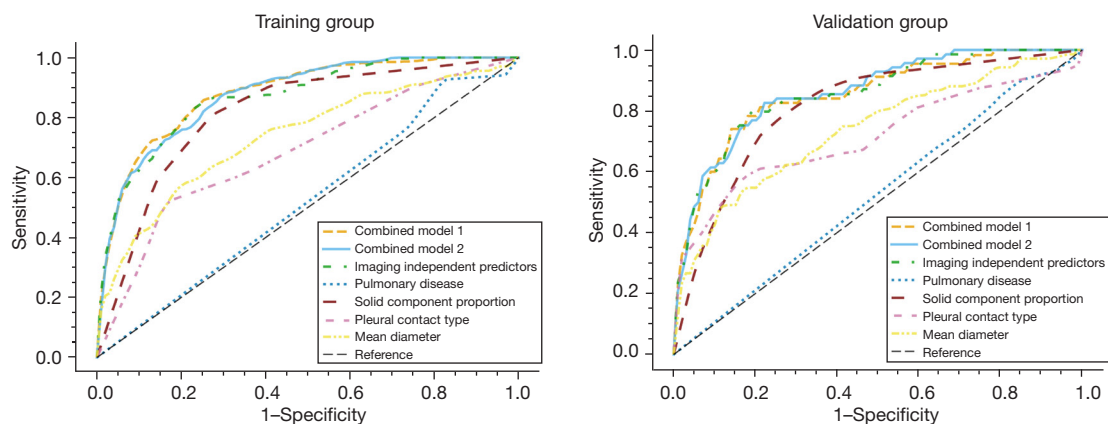 Training group
1.0
0.8
0.6
0.4
0.2
0.0
Sensitivity
Combined model 1
Combined model 2
Imaging independent predictors
Pulmonary disease
Solid component proportion
Pleural contact type
Mean diameter
Reference
0.0 0.2 0.4 0.6 0.8 1.0
1–Specificity
Validation group
1.0
0.8
0.6
0.4
0.2
0.0
Sensitivity
Combined model 1
Combined model 2
Imaging independent predictors
Pulmonary disease
Solid component proportion
Pleural contact type
Mean diameter
Reference
0.0 0.2 0.4 0.6 0.8 1.0
1–Specificity